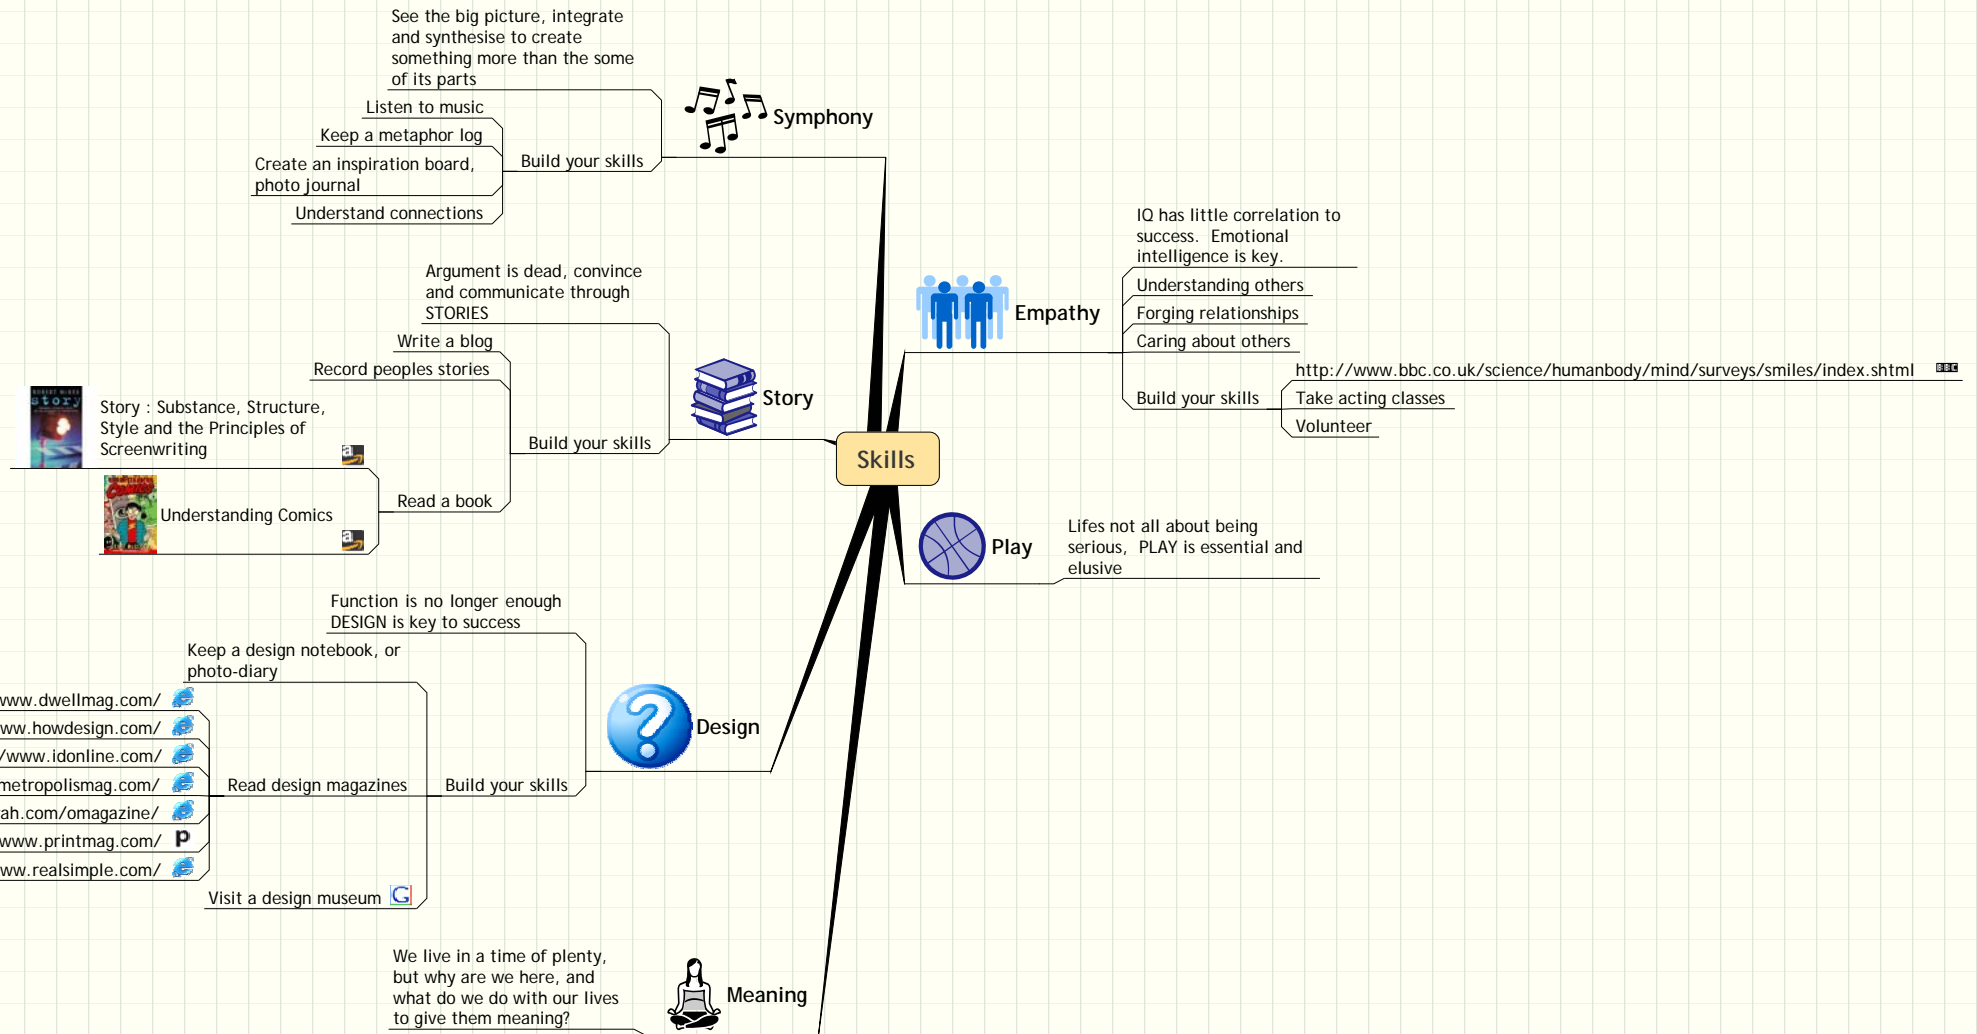 See the big picture, integrate
and synthesise to create
something more than the some
of its parts
Listen to music
Keep a metaphor log
Create an inspiration board,
photo journal
Understand connections
Build your skills
Symphony
Argument is dead, convince
and communicate through
STORIES
Write a blog
Record peoples stories
story
Story : Substance, Structure,
Style and the Principles of
Screenwriting
a
Comics
Understanding Comics
a
Read a book
Build your skills
Story
Skills
Empathy
IQ has little correlation to
success.  Emotional
intelligence is key.
Understanding others
Forging relationships
Caring about others
Build your skills
http://www.bbc.co.uk/science/humanbody/mind/surveys/smiles/index.shtml
BBC
Take acting classes
Volunteer
Play
Lifes not all about being
serious,  PLAY is essential and
elusive
Function is no longer enough
DESIGN is key to success
Keep a design notebook, or
photo-diary
www.dwellmag.com/
ww.howdesign.com/
/www.idonline.com/
metropolismag.com/
ah.com/omagazine/
www.printmag.com/
p
ww.realsimple.com/
Read design magazines
Visit a design museum
G
Build your skills
?
Design
We live in a time of plenty,
but why are we here, and
what do we do with our lives
to give them meaning?
Meaning